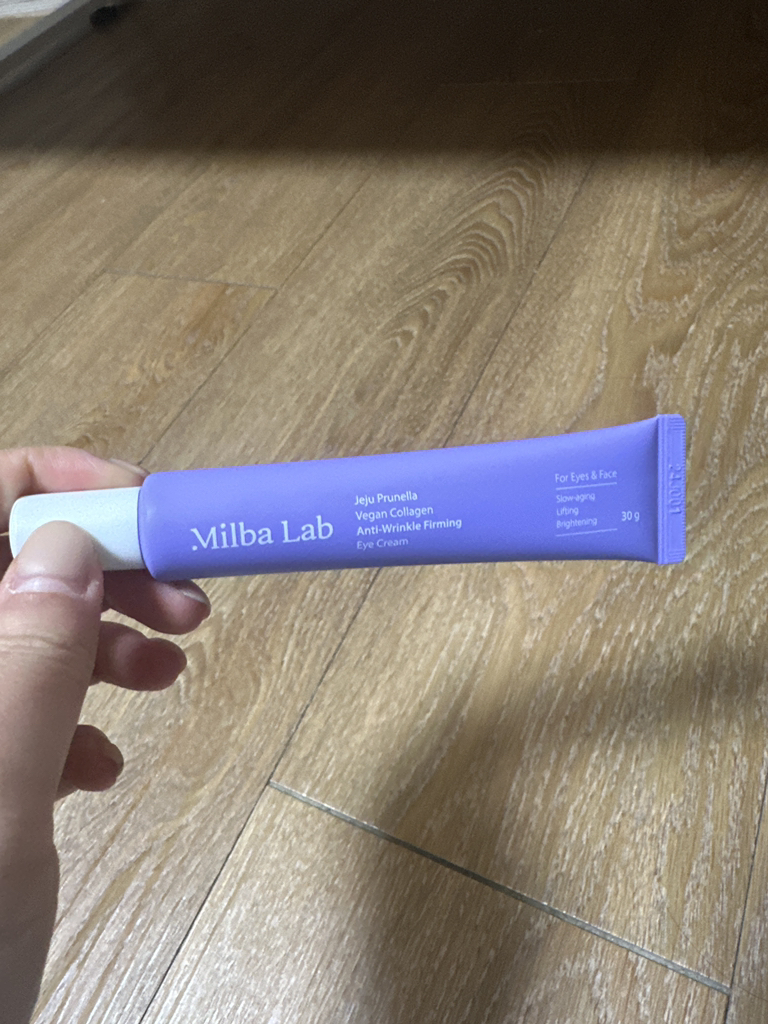 Milba Lab
Jeju Prunella
Vegan Collagen
Anti-Wrinkle Firming
Eye Cream
For Eyes & Face
Slow-aging
Lifting
Brightening
30 g